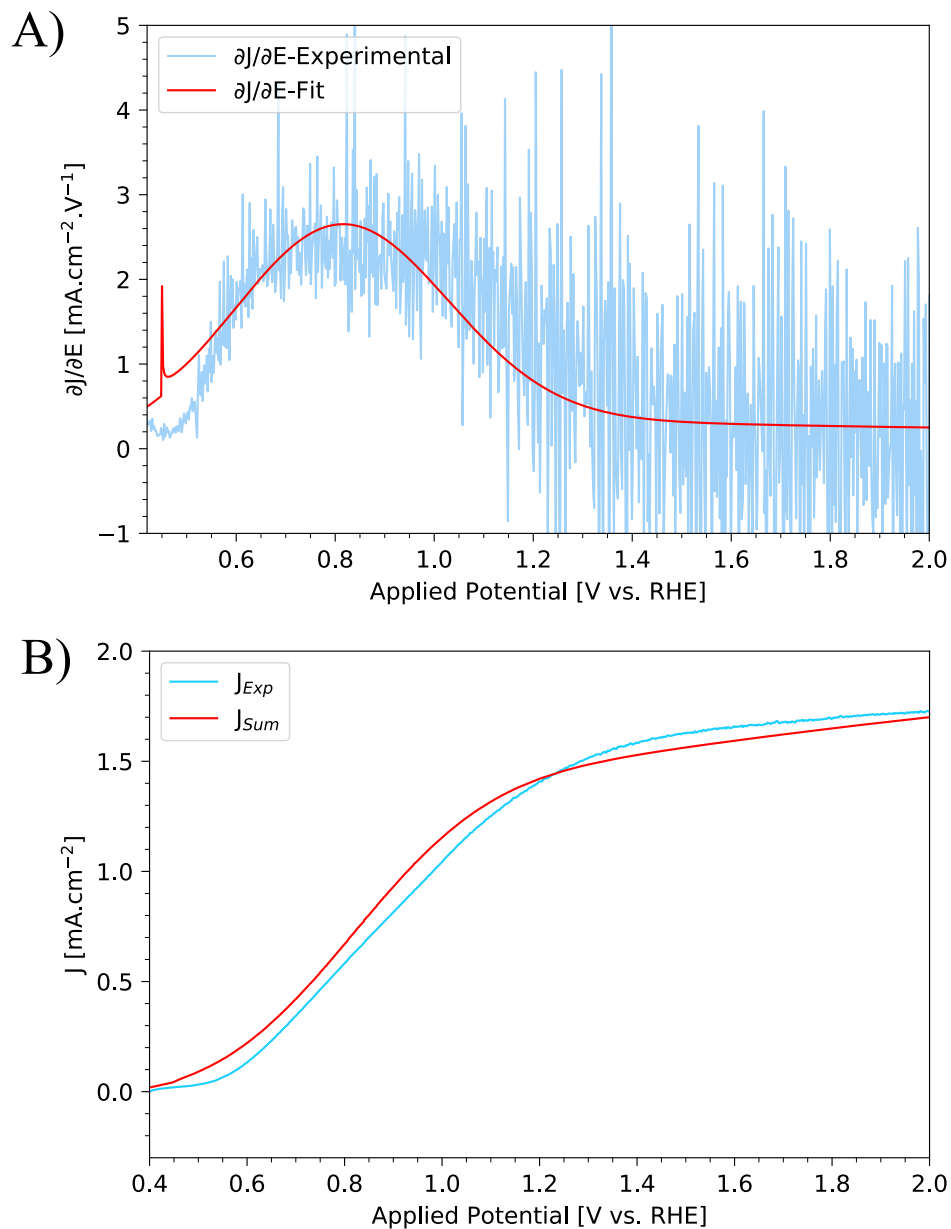 A)
∂J/∂E-Experimental
∂J/∂E-Fit
∂J/∂E [mA.cm⁻².V⁻¹]
5
4
3
2
1
0
−1
0.6 0.8 1.0 1.2 1.4 1.6 1.8 2.0
Applied Potential [V vs. RHE]
B)
J_Exp
J_Sum
J [mA.cm⁻²]
2.0
1.5
1.0
0.5
0.0
0.4 0.6 0.8 1.0 1.2 1.4 1.6 1.8 2.0
Applied Potential [V vs. RHE]